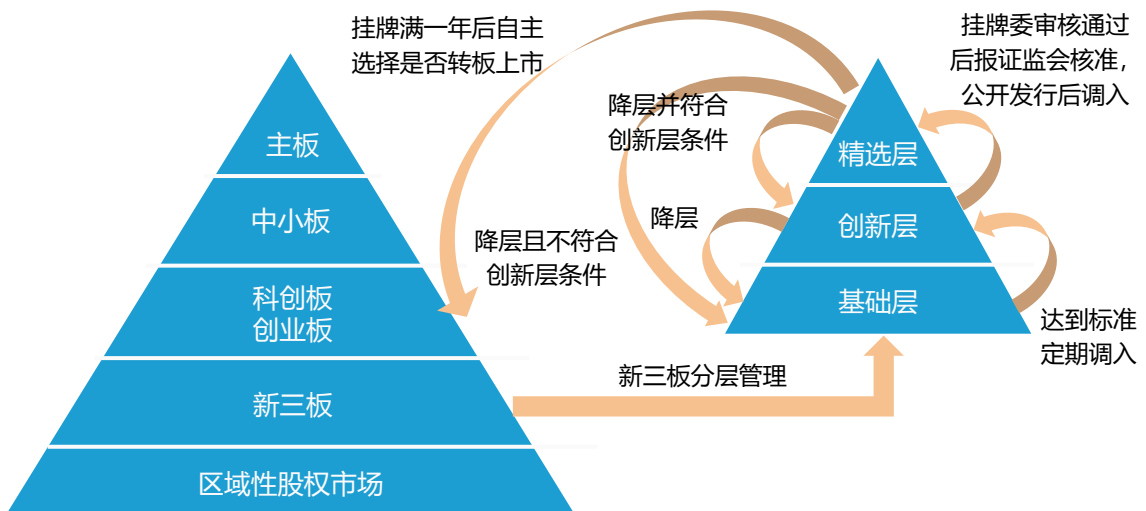 挂牌满一年后自主
选择是否转板上市
主板
中小板
科创板
创业板
新三板
区域性股权市场
降层且不符合
创新层条件
降层并符合
创新层条件
降层
新三板分层管理
精选层
创新层
基础层
挂牌委审核通过
后报证监会核准，
公开发行后调入
达到标准
定期调入